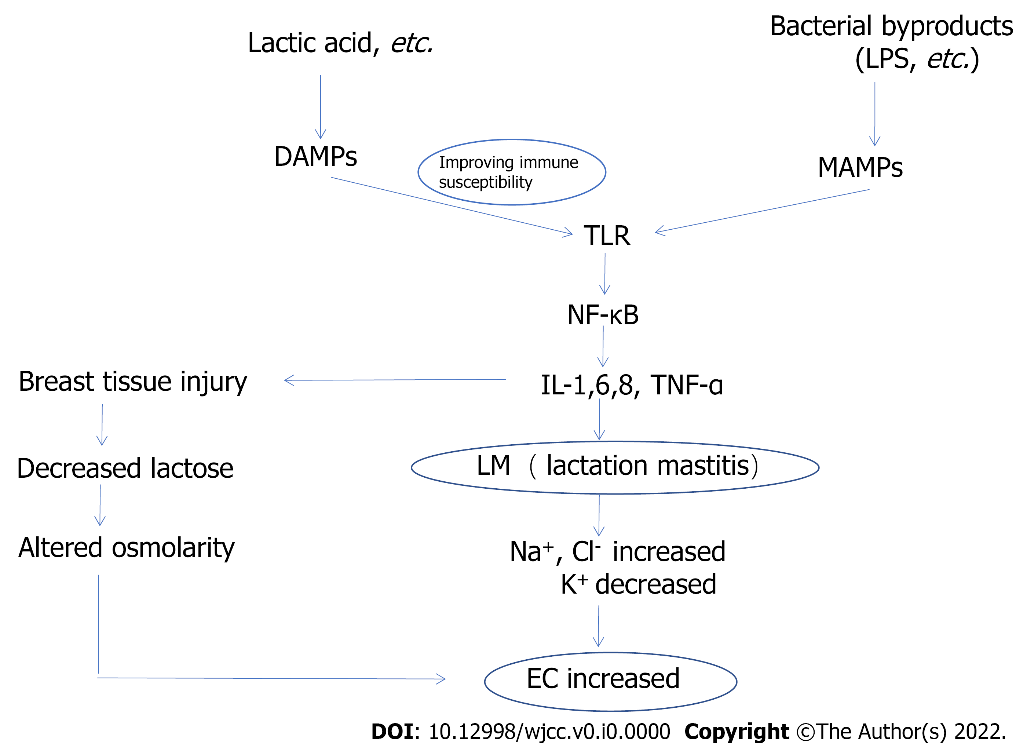 Bacterial byproducts
(LPS, etc.)
Lactic acid, etc.
DAMPs
Improving immune
susceptibility
MAMPs
TLR
NF-κB
Breast tissue injury
IL-1,6,8, TNF-α
Decreased lactose
LM ( lactation mastitis)
Altered osmolarity
Na⁺, Cl⁻ increased
K⁺ decreased
EC increased
DOI: 10.12998/wjcc.v0.i0.0000 Copyright ©The Author(s) 2022.